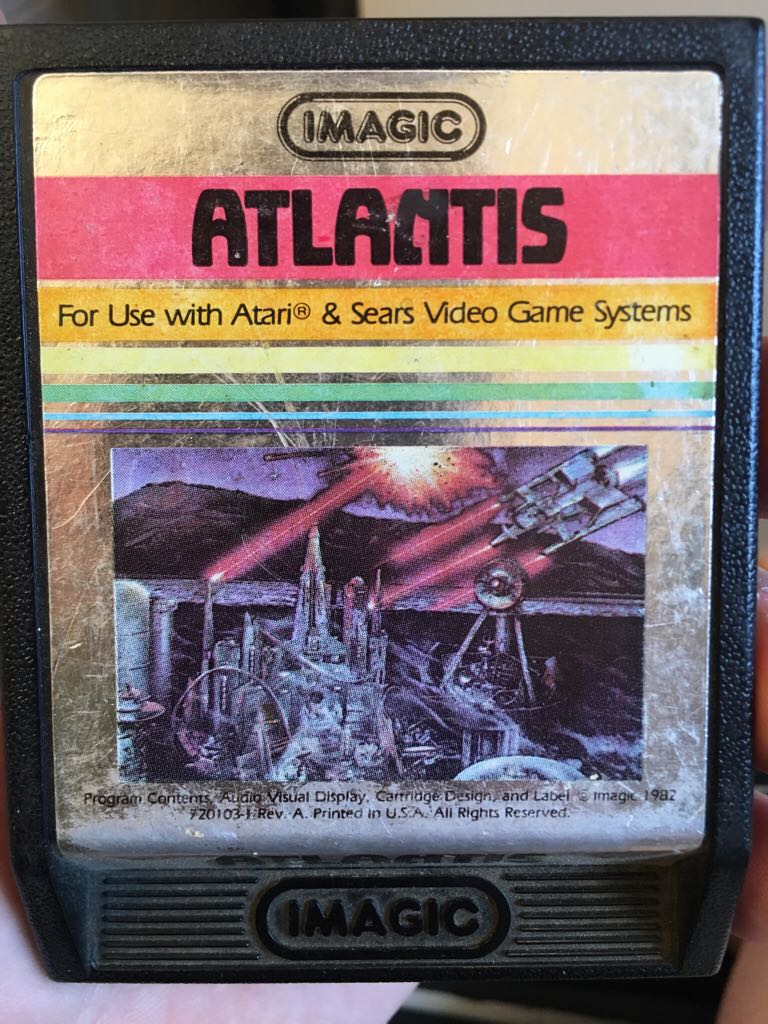 IMAGIC
ATLANTIS
For Use with Atari® & Sears Video Game Systems
Program Contents, Audio Visual Display, Cartridge Design, and Label © Imagic 1982
720103-1 Rev. A. Printed in U.S.A. All Rights Reserved.
ATLANTIS
IMAGIC